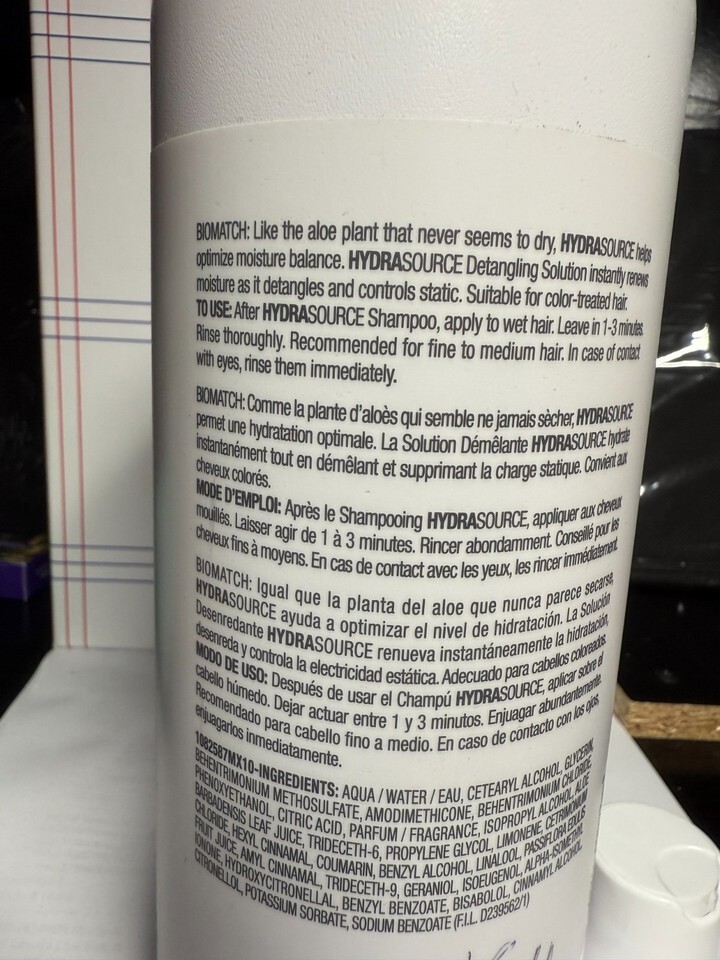 BIOMATCH: Like the aloe plant that never seems to dry, HYDRASOURCE helps
optimize moisture balance. HYDRASOURCE Detangling Solution instantly renews
moisture as it detangles and controls static. Suitable for color-treated hair.
TO USE: After HYDRASOURCE Shampoo, apply to wet hair. Leave in 1-3 minutes.
Rinse thoroughly. Recommended for fine to medium hair. In case of contact
with eyes, rinse them immediately.
BIOMATCH: Comme la plante d'aloès qui semble ne jamais sècher, HYDRASOURCE
permet une hydratation optimale. La Solution Démêlante HYDRASOURCE hydrate
instantanément tout en démêlant et supprimant la charge statique. Convient aux
cheveux colorés.
MODE D'EMPLOI: Après le Shampooing HYDRASOURCE, appliquer aux cheveux
mouillés. Laisser agir de 1 à 3 minutes. Rincer abondamment. Conseillé pour les
cheveux fins à moyens. En cas de contact avec les yeux, les rincer immédiatement.
BIOMATCH: Igual que la planta del aloe que nunca parece secarse,
HYDRASOURCE ayuda a optimizar el nivel de hidratación. La Solución
Desenredante HYDRASOURCE renueva instantáneamente la hidratación,
desenreda y controla la electricidad estática. Adecuado para cabellos coloreados.
MODO DE USO: Después de usar el Champú HYDRASOURCE, aplicar sobre el
cabello húmedo. Dejar actuar entre 1 y 3 minutos. Enjuagar abundantemente.
Recomendado para cabello fino a medio. En caso de contacto con los ojos,
enjuagarlos inmediatamente.
1082587MX10-INGREDIENTS: AQUA / WATER / EAU, CETEARYL ALCOHOL, GLYCERIN,
BEHENTRIMONIUM METHOSULFATE, AMODIMETHICONE, BEHENTRIMONIUM CHLORIDE,
PHENOXYETHANOL, CITRIC ACID, PARFUM / FRAGRANCE, ISOPROPYL ALCOHOL, ALOE
BARBADENSIS LEAF JUICE, TRIDECETH-6, PROPYLENE GLYCOL, LIMONENE, CETRIMONIUM
CHLORIDE, HEXYL CINNAMAL, COUMARIN, BENZYL ALCOHOL, LINALOOL, PASSIFLORA EDULIS
FRUIT JUICE, AMYL CINNAMAL, TRIDECETH-9, GERANIOL, ISOEUGENOL, ALPHA-ISOMETHYL
IONONE, HYDROXYCITRONELLAL, BENZYL BENZOATE, BISABOLOL, CINNAMYL ALCOHOL,
CITRONELLOL, POTASSIUM SORBATE, SODIUM BENZOATE (F.I.L. D239562/1)